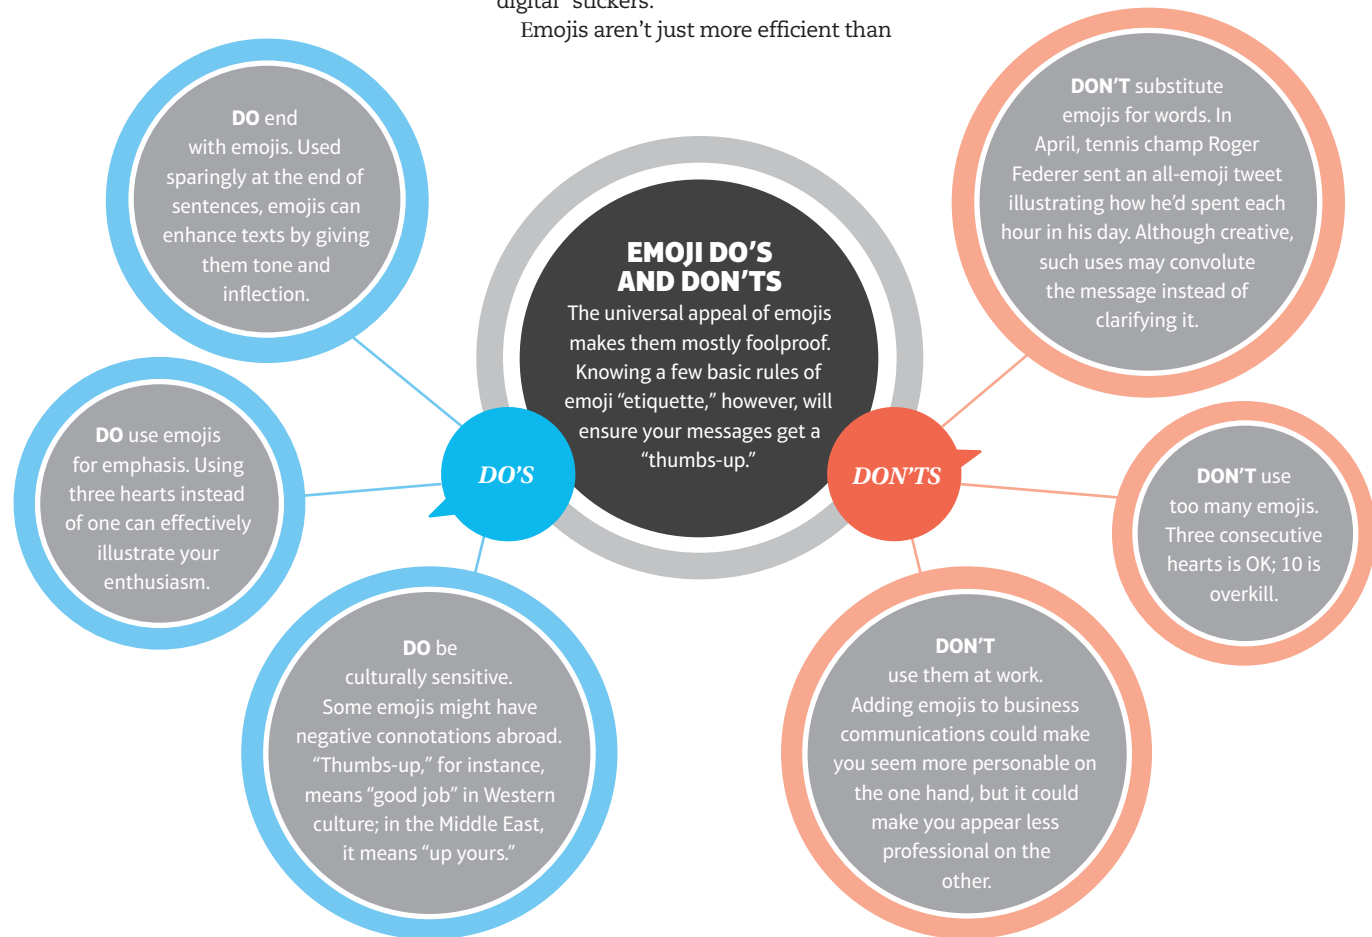 digital "stickers.
Emojis aren't just more efficient than
EMOJI DO'S
AND DON'TS
The universal appeal of emojis
makes them mostly foolproof.
Knowing a few basic rules of
emoji “etiquette,” however, will
ensure your messages get a
“thumbs-up.”
DO'S
DO end
with emojis. Used
sparingly at the end of
sentences, emojis can
enhance texts by giving
them tone and
inflection.
DO use emojis
for emphasis. Using
three hearts instead
of one can effectively
illustrate your
enthusiasm.
DO be
culturally sensitive.
Some emojis might have
negative connotations abroad.
“Thumbs-up,” for instance,
means “good job” in Western
culture; in the Middle East,
it means “up yours.”
DON'TS
DON'T substitute
emojis for words. In
April, tennis champ Roger
Federer sent an all-emoji tweet
illustrating how he'd spent each
hour in his day. Although creative,
such uses may convolute
the message instead of
clarifying it.
DON'T use
too many emojis.
Three consecutive
hearts is OK; 10 is
overkill.
DON'T
use them at work.
Adding emojis to business
communications could make
you seem more personable on
the one hand, but it could
make you appear less
professional on the
other.